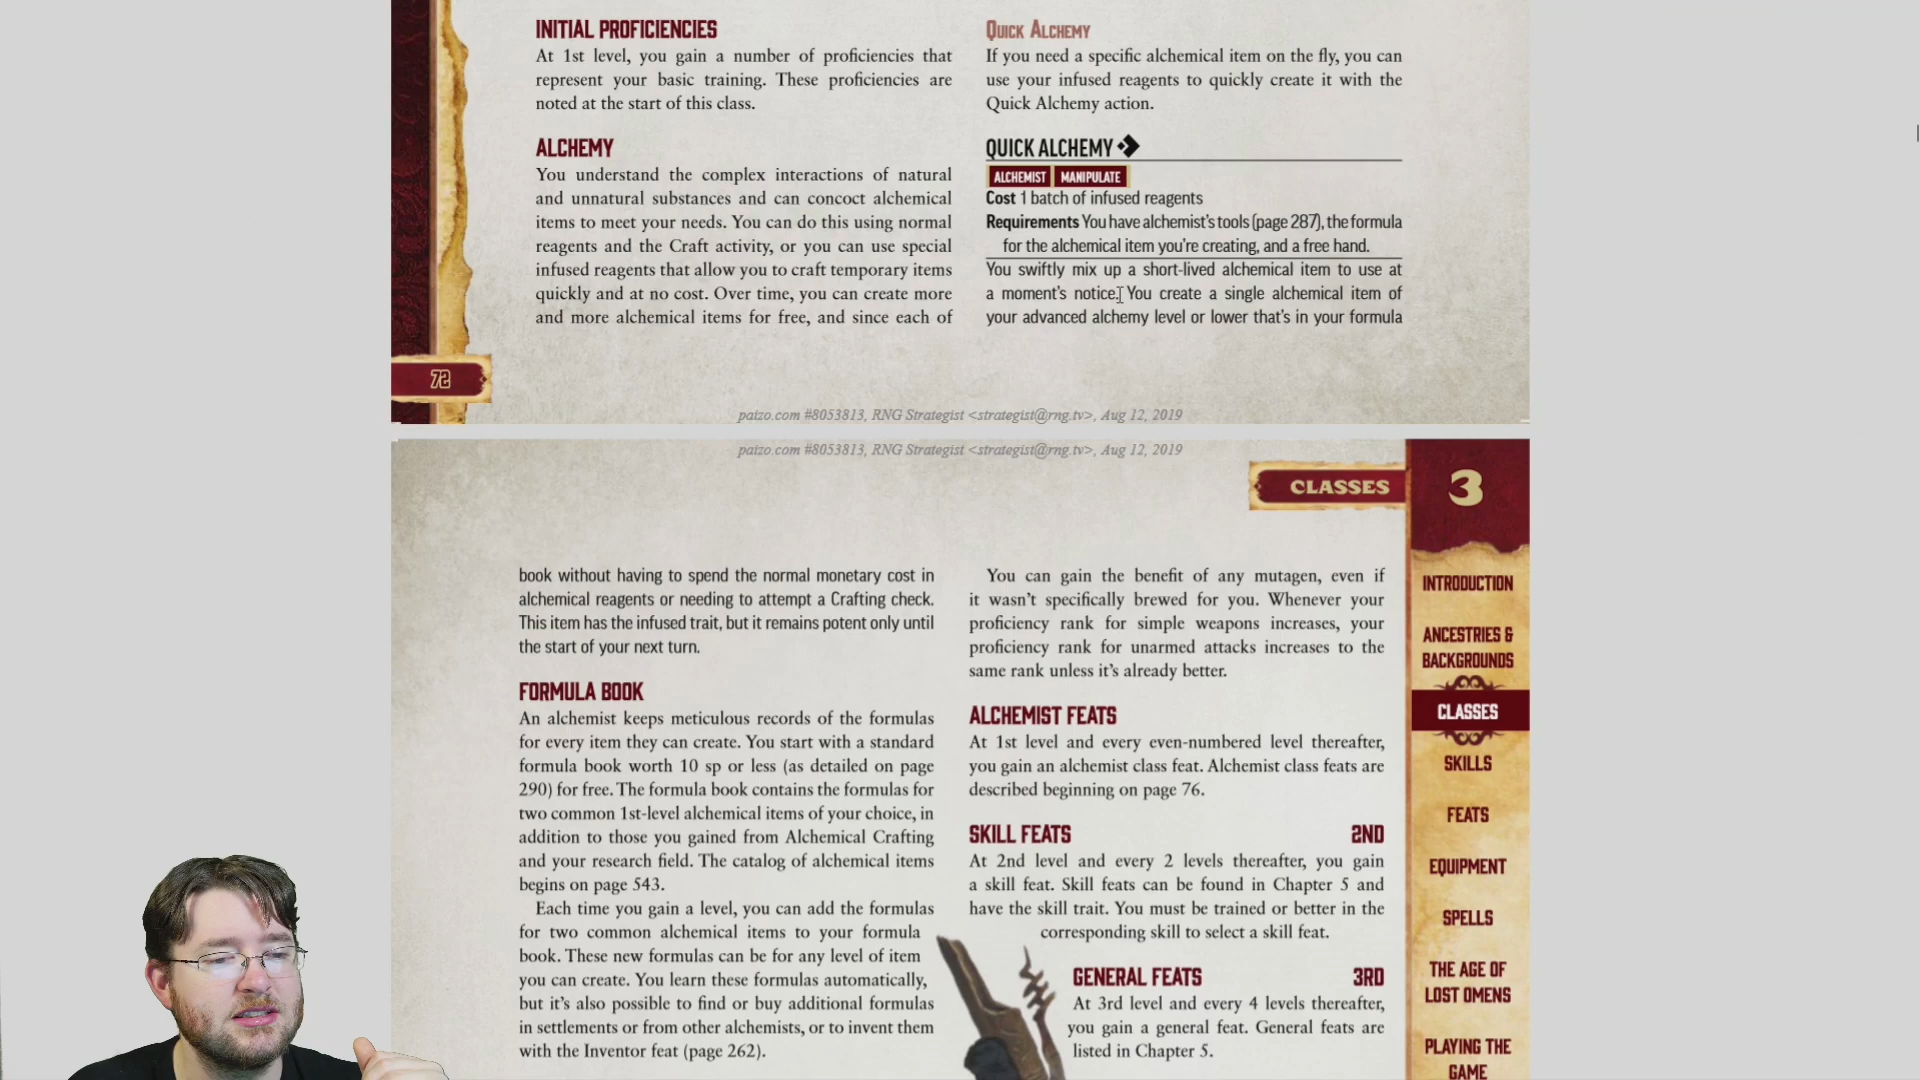 INITIAL PROFICIENCIES
At 1st level, you gain a number of proficiencies that
represent your basic training. These proficiencies are
noted at the start of this class.
ALCHEMY
You understand the complex interactions of natural
and unnatural substances and can concoct alchemical
items to meet your needs. You can do this using normal
reagents and the Craft activity, or you can use special
infused reagents that allow you to craft temporary items
quickly and at no cost. Over time, you can create more
and more alchemical items for free, and since each of
72
QUICK ALCHEMY
If you need a specific alchemical item on the fly, you can
use your infused reagents to quickly create it with the
Quick Alchemy action.
QUICK ALCHEMY
ALCHEMIST MANIPULATE
Cost 1 batch of infused reagents
Requirements You have alchemist's tools (page 287), the formula
for the alchemical item you're creating, and a free hand.
You swiftly mix up a short-lived alchemical item to use at
a moment's notice. You create a single alchemical item of
your advanced alchemy level or lower that's in your formula
paizo.com #8053813, RNG Strategist <strategist@rng.tv>, Aug 12, 2019
paizo.com #8053813, RNG Strategist <strategist@rng.tv>, Aug 12, 2019
CLASSES
3
book without having to spend the normal monetary cost in
alchemical reagents or needing to attempt a Crafting check.
This item has the infused trait, but it remains potent only until
the start of your next turn.
FORMULA BOOK
An alchemist keeps meticulous records of the formulas
for every item they can create. You start with a standard
formula book worth 10 sp or less (as detailed on page
290) for free. The formula book contains the formulas for
two common 1st-level alchemical items of your choice, in
addition to those you gained from Alchemical Crafting
and your research field. The catalog of alchemical items
begins on page 543.
Each time you gain a level, you can add the formulas
for two common alchemical items to your formula
book. These new formulas can be for any level of item
you can create. You learn these formulas automatically,
but it's also possible to find or buy additional formulas
in settlements or from other alchemists, or to invent them
with the Inventor feat (page 262).
You can gain the benefit of any mutagen, even if
it wasn't specifically brewed for you. Whenever your
proficiency rank for simple weapons increases, your
proficiency rank for unarmed attacks increases to the
same rank unless it's already better.
ALCHEMIST FEATS
At 1st level and every even-numbered level thereafter,
you gain an alchemist class feat. Alchemist class feats are
described beginning on page 76.
SKILL FEATS 2ND
At 2nd level and every 2 levels thereafter, you gain
a skill feat. Skill feats can be found in Chapter 5 and
have the skill trait. You must be trained or better in the
corresponding skill to select a skill feat.
GENERAL FEATS 3RD
At 3rd level and every 4 levels thereafter,
you gain a general feat. General feats are
listed in Chapter 5.
INTRODUCTION
ANCESTRIES &
BACKGROUNDS
CLASSES
SKILLS
FEATS
EQUIPMENT
SPELLS
THE AGE OF
LOST OMENS
PLAYING THE
GAME